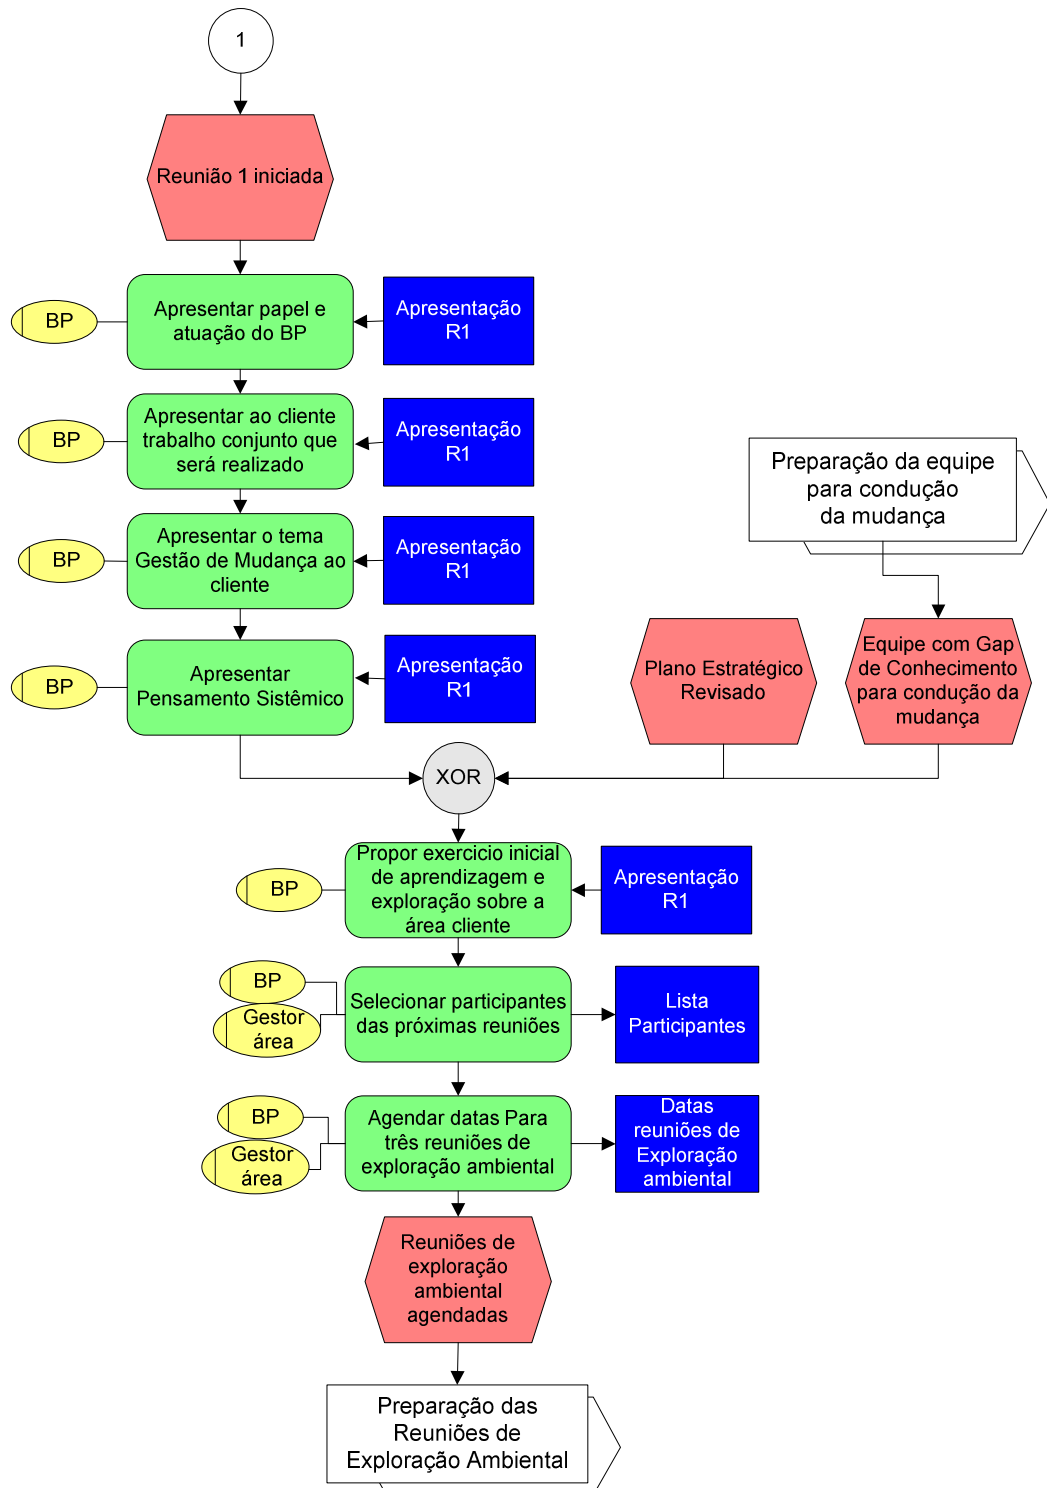 1
Reunião 1 iniciada
BP
Apresentar papel e
atuação do BP
Apresentação
R1
BP
Apresentar ao cliente
trabalho conjunto que
será realizado
Apresentação
R1
Preparação da equipe
para condução
da mudança
BP
Apresentar o tema
Gestão de Mudança ao
cliente
Apresentação
R1
BP
Apresentar
Pensamento Sistêmico
Apresentação
R1
Plano Estratégico
Revisado
Equipe com Gap
de Conhecimento
para condução da
mudança
XOR
BP
Propor exercicio inicial
de aprendizagem e
exploração sobre a
área cliente
Apresentação
R1
BP
Gestor
área
Selecionar participantes
das próximas reuniões
Lista
Participantes
BP
Gestor
área
Agendar datas Para
três reuniões de
exploração ambiental
Datas
reuniões de
Exploração
ambiental
Reuniões de
exploração
ambiental
agendadas
Preparação das
Reuniões de
Exploração Ambiental